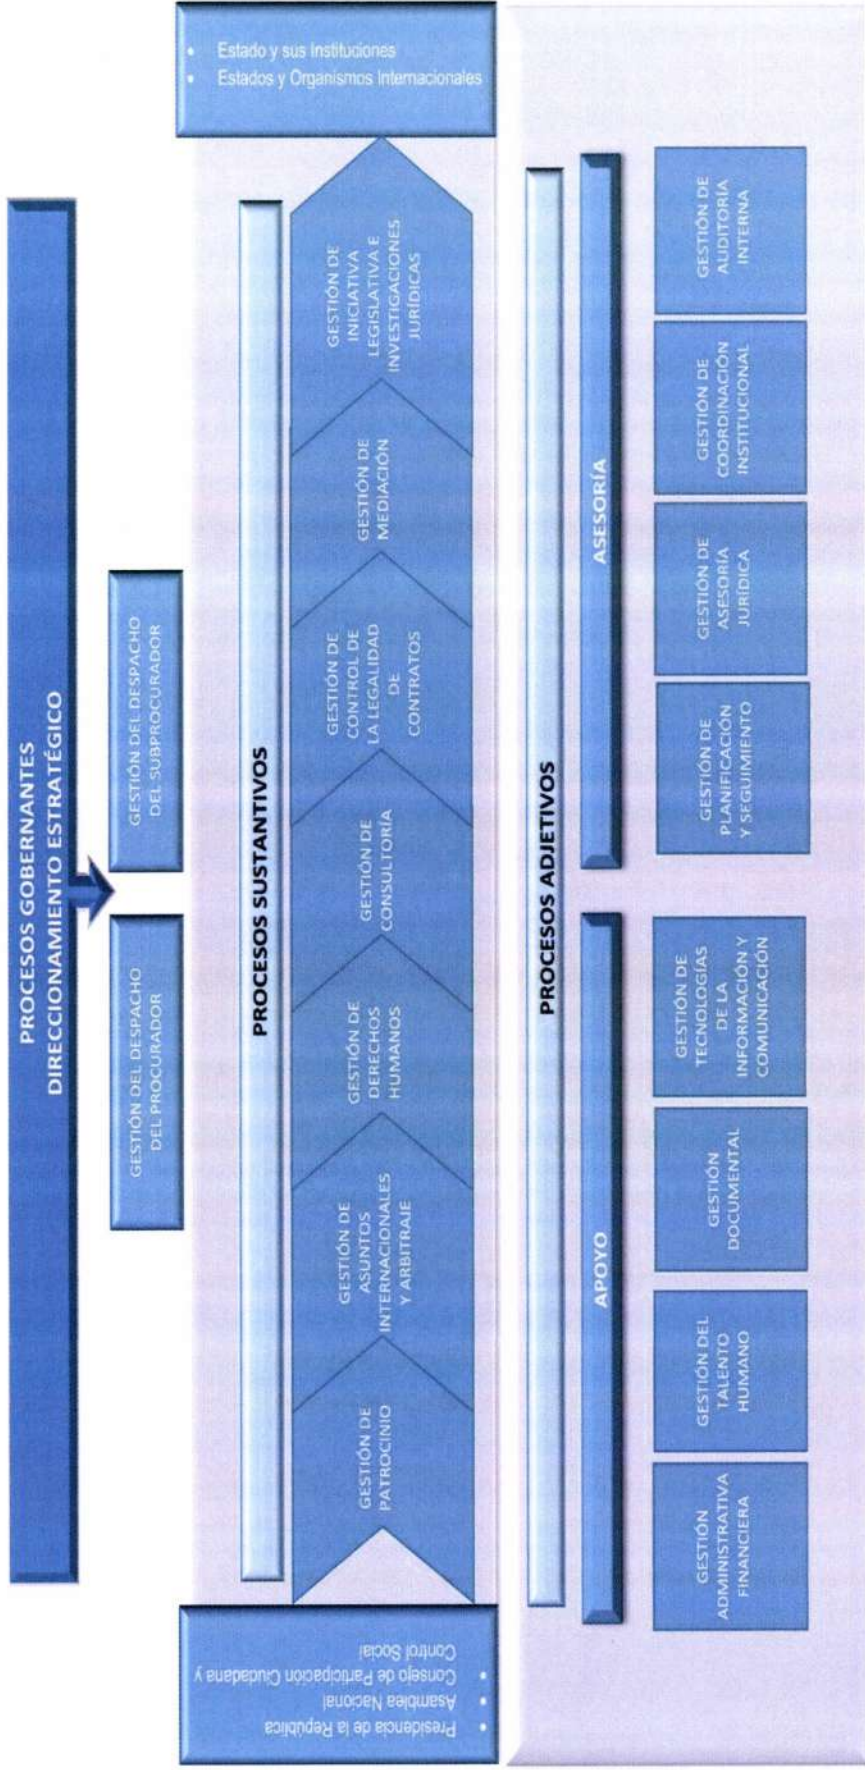 PROCESOS GOBERNANTES
DIRECCIONAMIENTO ESTRATÉGICO
GESTIÓN DEL DESPACHO
DEL PROCURADOR
GESTIÓN DEL DESPACHO
DEL SUBPROCURADOR
• Presidencia de la República
• Asamblea Nacional
• Consejo de Participación Ciudadana y
Control Social
PROCESOS SUSTANTIVOS
GESTIÓN DE
PATROCINIO
GESTIÓN DE
ASUNTOS
INTERNACIONALES
Y ARBITRAJE
GESTIÓN DE
DERECHOS
HUMANOS
GESTIÓN DE
CONSULTORÍA
GESTIÓN DE
CONTROL DE
LA LEGALIDAD
DE
CONTRATOS
GESTIÓN DE
MEDIACIÓN
GESTIÓN DE
INICIATIVA
LEGISLATIVA E
INVESTIGACIONES
JURÍDICAS
• Estado y sus Instituciones
• Estados y Organismos Internacionales
PROCESOS ADJETIVOS
APOYO
GESTIÓN
ADMINISTRATIVA
FINANCIERA
GESTIÓN DEL
TALENTO
HUMANO
GESTIÓN
DOCUMENTAL
GESTIÓN DE
TECNOLOGÍAS
DE LA
INFORMACIÓN Y
COMUNICACIÓN
ASESORÍA
GESTIÓN DE
PLANIFICACIÓN
Y SEGUIMIENTO
GESTIÓN DE
ASESORÍA
JURÍDICA
GESTIÓN DE
COORDINACIÓN
INSTITUCIONAL
GESTIÓN DE
AUDITORÍA
INTERNA